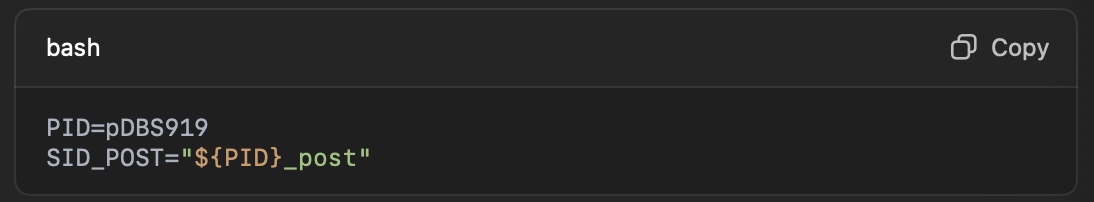 bash
Copy
PID=pDBS919
SID_POST="${PID}_post"